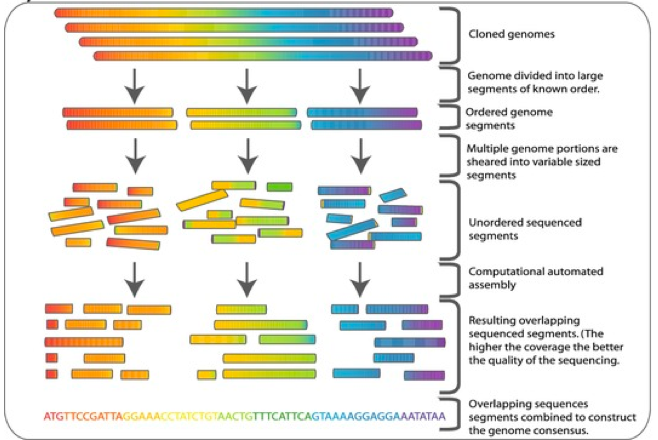 Cloned genomes
Genome divided into large
segments of known order.
Ordered genome
segments
Multiple genome portions are
sheared into variable sized
segments
Unordered sequenced
segments
Computational automated
assembly
Resulting overlapping
sequenced segments. (The
higher the coverage the better
the quality of the sequencing.
Overlapping sequences
segments combined to construct
the genome consensus.
ATGTTCCGATTAGGAAACCTATCTGTAACTGTTTCATTCAGTAAAAGGAGGAAATATAA